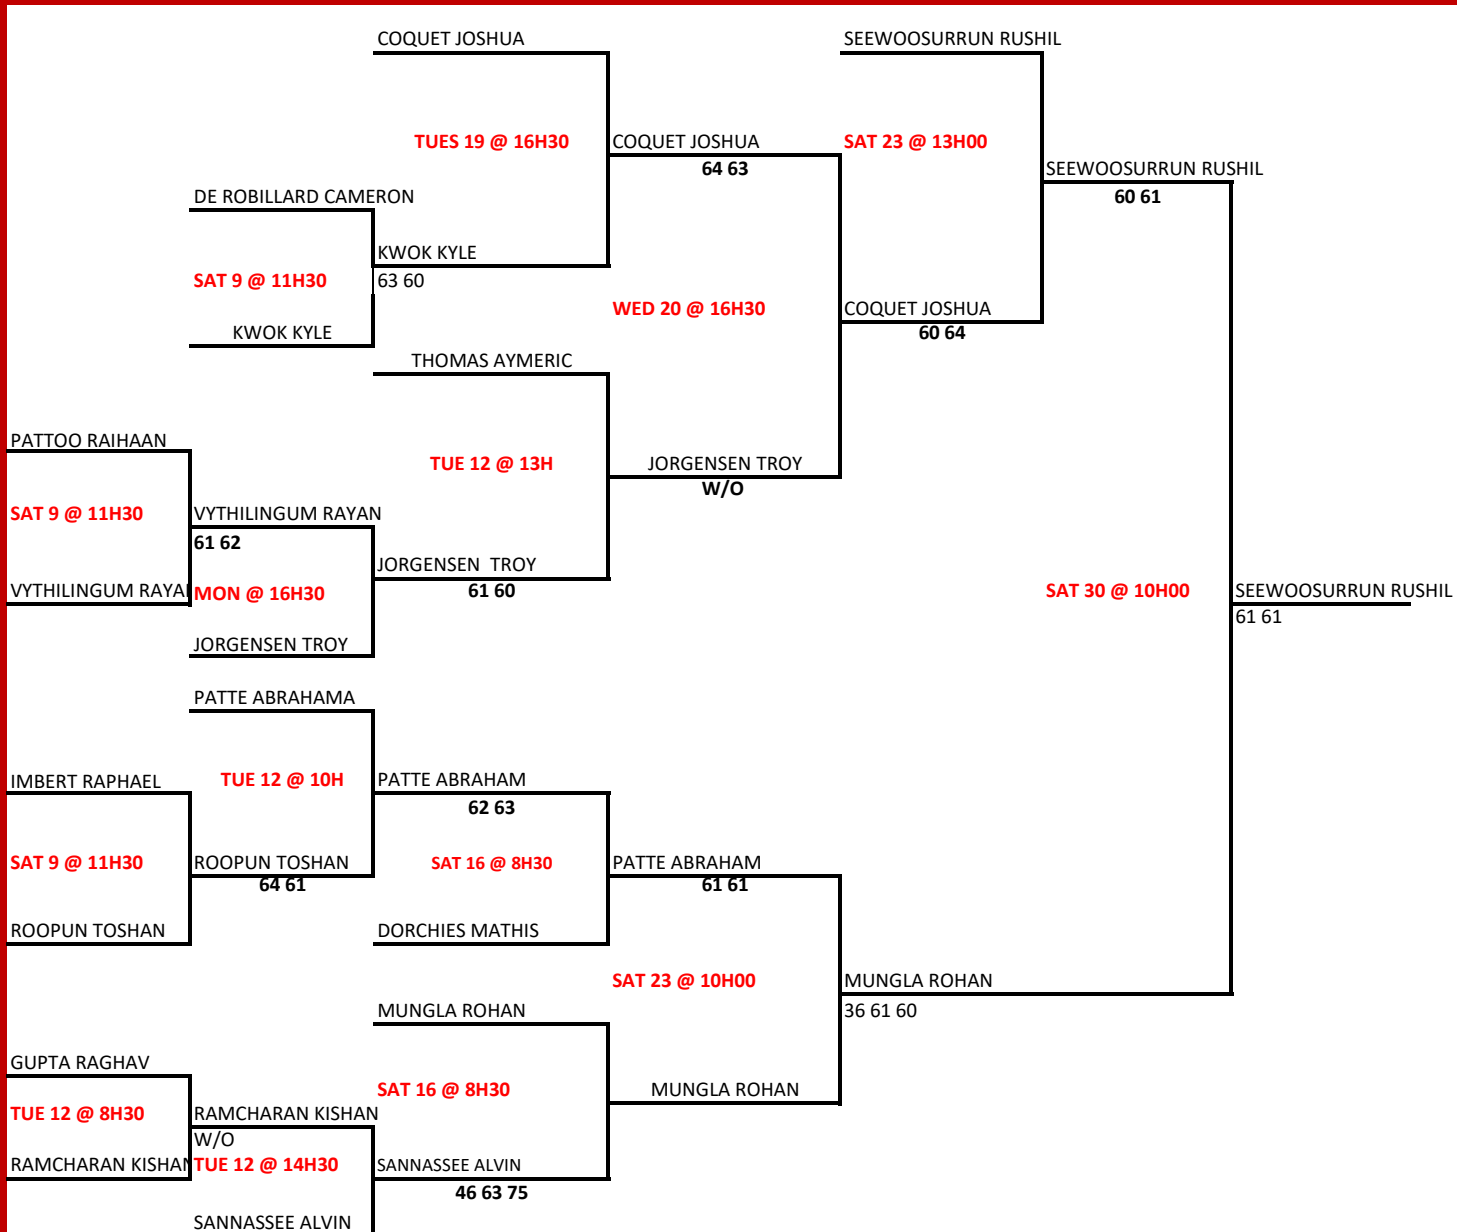 COQUET JOSHUA
SEEWOOSURRUN RUSHIL
TUES 19 @ 16H30
COQUET JOSHUA
SAT 23 @ 13H00
64 63
SEEWOOSURRUN RUSHIL
60 61
DE ROBILLARD CAMERON
KWOK KYLE
SAT 9 @ 11H30
63 60
WED 20 @ 16H30
COQUET JOSHUA
60 64
KWOK KYLE
THOMAS AYMERIC
PATTOO RAIHAAN
TUE 12 @ 13H
JORGENSEN TROY
W/O
SAT 9 @ 11H30
VYTHILINGUM RAYAN
61 62
JORGENSEN  TROY
61 60
VYTHILINGUM RAYAN
MON @ 16H30
SAT 30 @ 10H00
SEEWOOSURRUN RUSHIL
61 61
JORGENSEN TROY
PATTE ABRAHAMA
IMBERT RAPHAEL
TUE 12 @ 10H
PATTE ABRAHAM
62 63
SAT 9 @ 11H30
ROOPUN TOSHAN
64 61
SAT 16 @ 8H30
PATTE ABRAHAM
61 61
ROOPUN TOSHAN
DORCHIES MATHIS
SAT 23 @ 10H00
MUNGLA ROHAN
36 61 60
MUNGLA ROHAN
GUPTA RAGHAV
SAT 16 @ 8H30
MUNGLA ROHAN
TUE 12 @ 8H30
RAMCHARAN KISHAN
W/O
RAMCHARAN KISHAN
TUE 12 @ 14H30
SANNASSEE ALVIN
46 63 75
SANNASSEE ALVIN